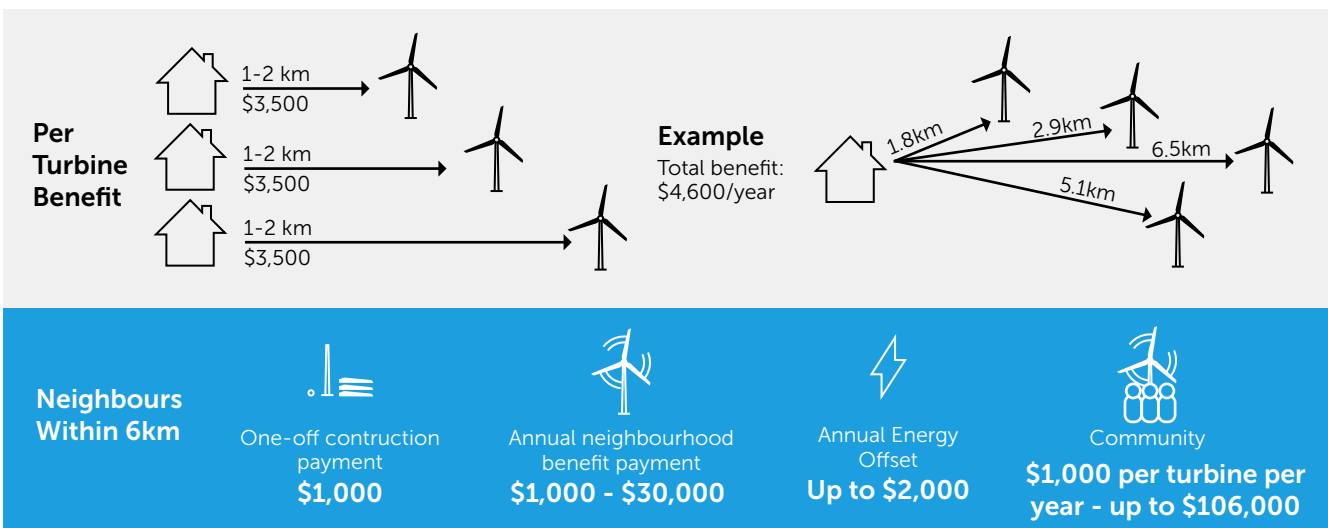 Per
Turbine
Benefit
1-2 km
$3,500
1-2 km
$3,500
1-2 km
$3,500
Example
Total benefit:
$4,600/year
1.8km
2.9km
6.5km
5.1km
Neighbours
Within 6km
One-off contruction
payment
$1,000
Annual neighbourhood
benefit payment
$1,000 - $30,000
Annual Energy
Offset
Up to $2,000
Community
$1,000 per turbine per
year - up to $106,000